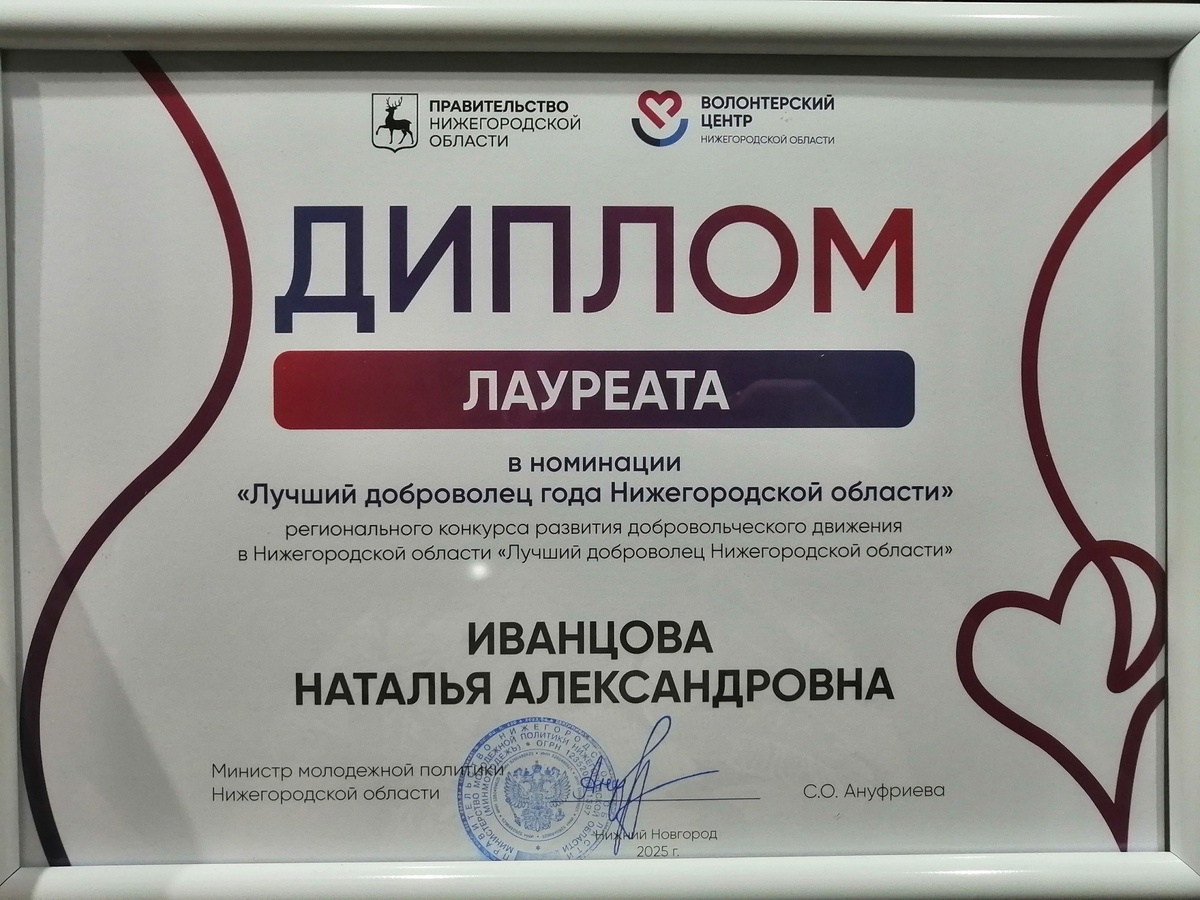 ПРАВИТЕЛЬСТВО
НИЖЕГОРОДСКОЙ
ОБЛАСТИ
ВОЛОНТЕРСКИЙ
ЦЕНТР
НИЖЕГОРОДСКОЙ ОБЛАСТИ
ДИПЛОМ
ЛАУРЕАТА
в номинации
«Лучший доброволец года Нижегородской области»
регионального конкурса развития добровольческого движения
в Нижегородской области «Лучший доброволец Нижегородской области»
ИВАНЦОВА
НАТАЛЬЯ АЛЕКСАНДРОВНА
Министр молодежной политики
Нижегородской области
С.О. Ануфриева
Нижний Новгород
2025 г.